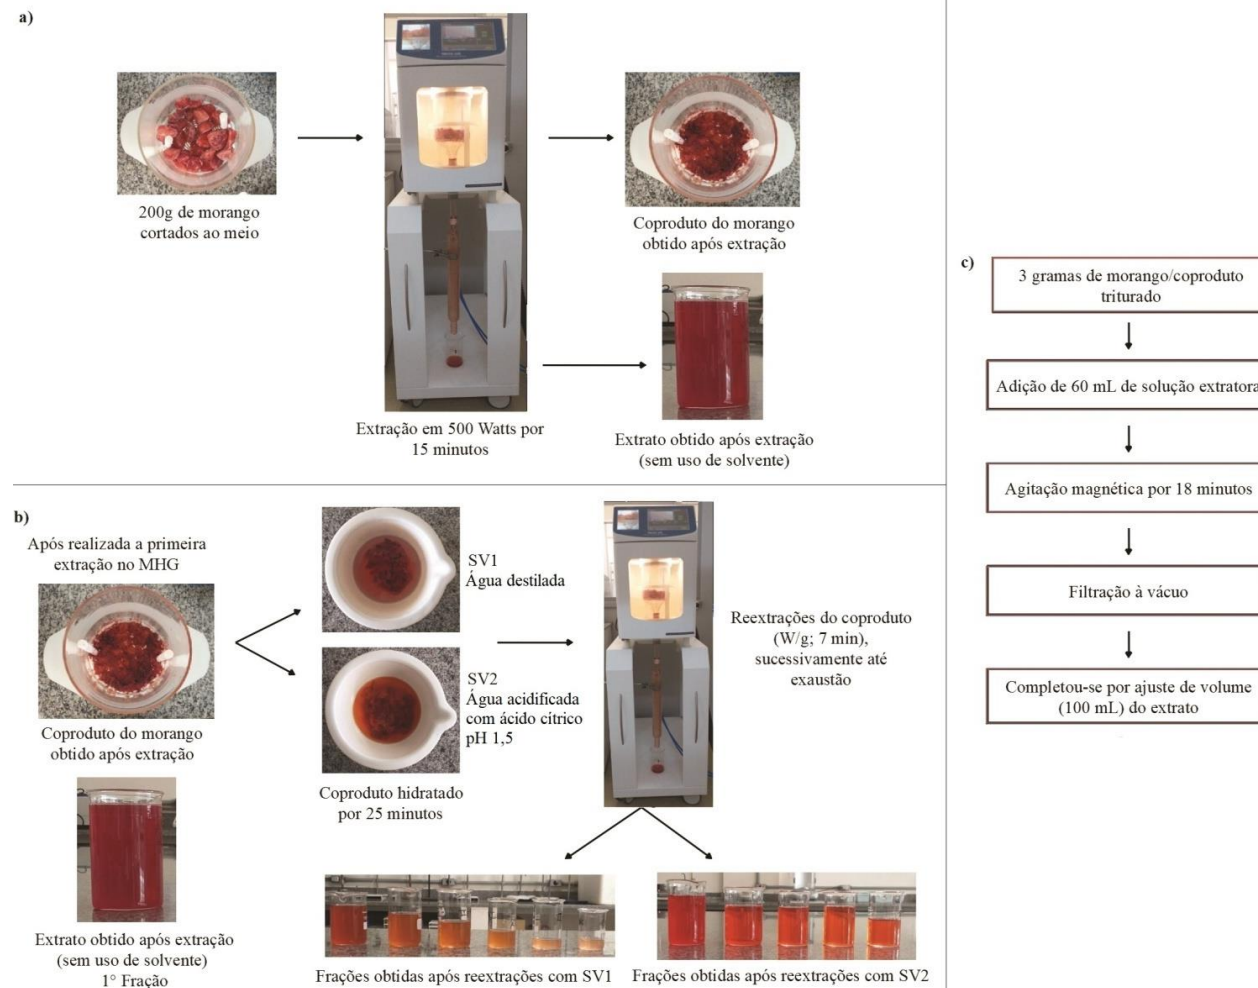 a)
200g de morango
cortados ao meio
Extração em 500 Watts por
15 minutos
Coproduto do morango
obtido após extração
Extrato obtido após extração
(sem uso de solvente)
b)
Após realizada a primeira
extração no MHG
Coproduto do morango
obtido após extração
Extrato obtido após extração
(sem uso de solvente)
1° Fração
SV1
Água destilada
SV2
Água acidificada
com ácido cítrico
pH 1,5
Coproduto hidratado
por 25 minutos
Reextrações do coproduto
(W/g; 7 min),
sucessivamente até
exaustão
Frações obtidas após reextrações com SV1
Frações obtidas após reextrações com SV2
c)
3 gramas de morango/coproduto
triturado
Adição de 60 mL de solução extratora
Agitação magnética por 18 minutos
Filtração à vácuo
Completou-se por ajuste de volume
(100 mL) do extrato